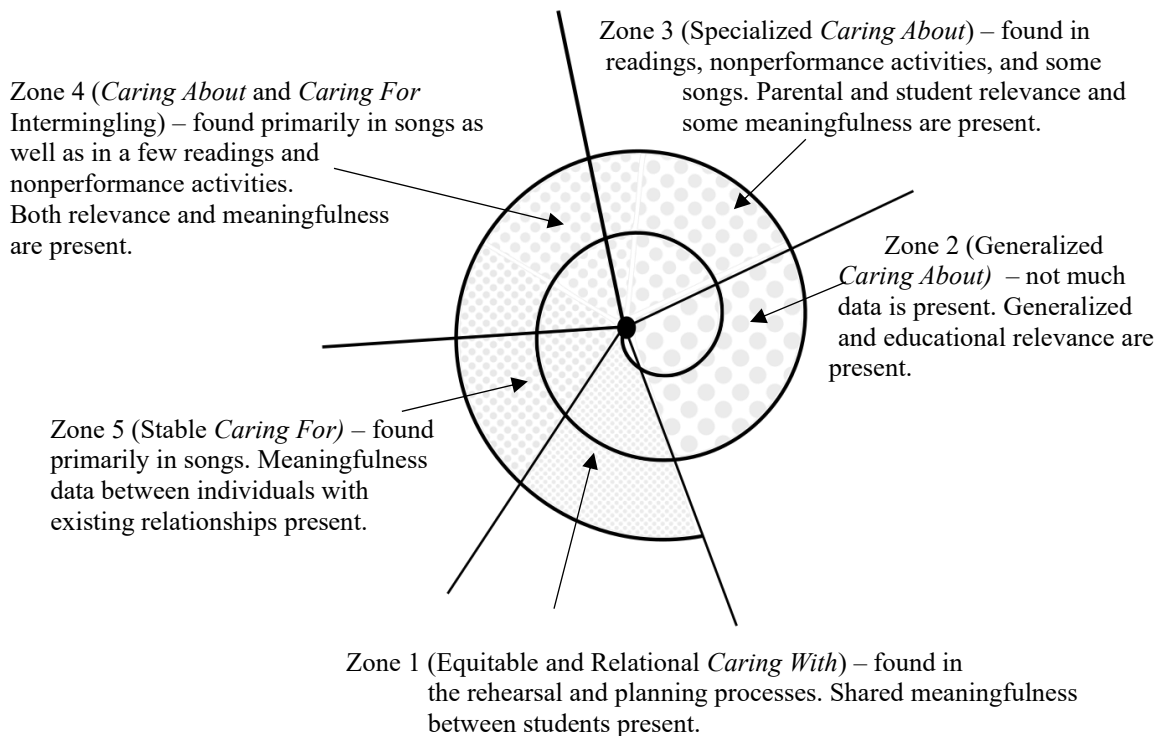 Zone 3 (Specialized Caring About) – found in
readings, nonperformance activities, and some
songs. Parental and student relevance and
some meaningfulness are present.
Zone 4 (Caring About and Caring For
Intermingling) – found primarily in songs as
well as in a few readings and
nonperformance activities.
Both relevance and meaningfulness
are present.
Zone 2 (Generalized
Caring About) – not much
data is present. Generalized
and educational relevance are
present.
Zone 5 (Stable Caring For) – found
primarily in songs. Meaningfulness
data between individuals with
existing relationships present.
Zone 1 (Equitable and Relational Caring With) – found in
the rehearsal and planning processes. Shared meaningfulness
between students present.